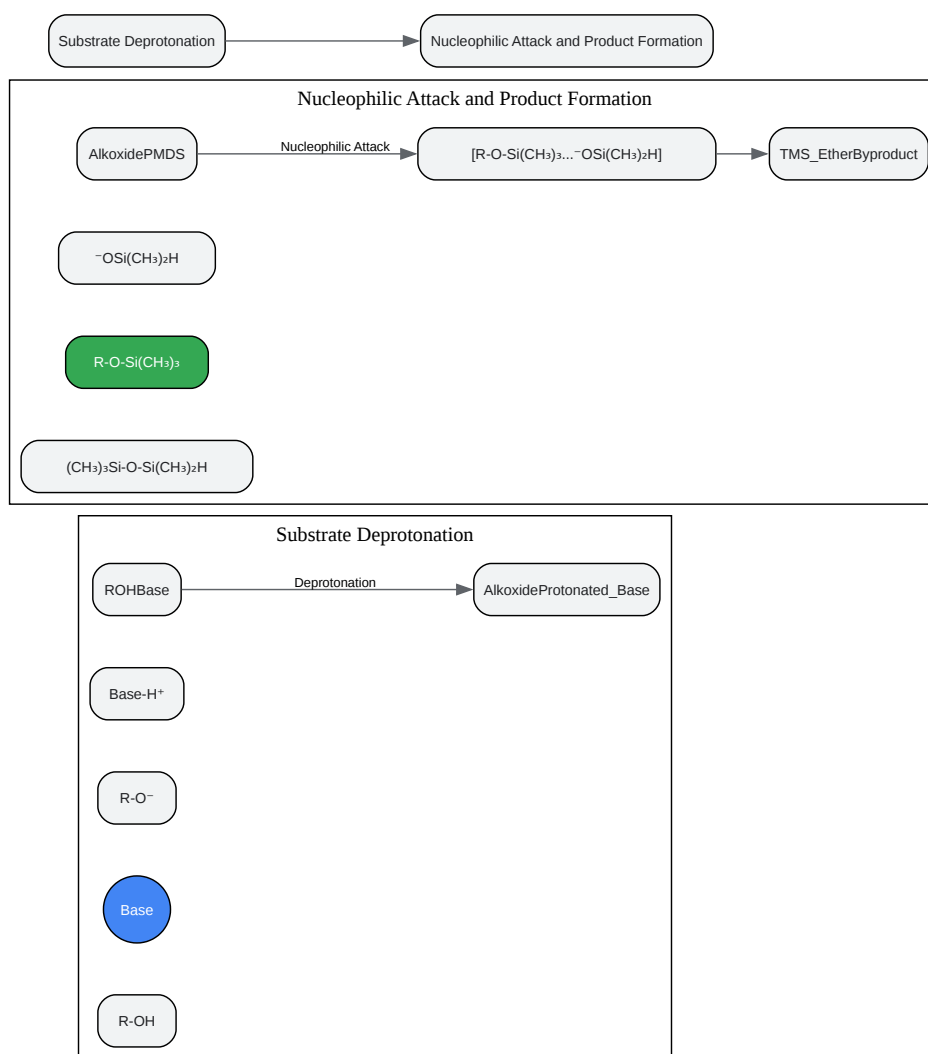 Substrate Deprotonation
Nucleophilic Attack and Product Formation
Nucleophilic Attack and Product Formation
AlkoxidePMDS
Nucleophilic Attack
[R-O-Si(CH₃)₃...⁻OSi(CH₃)₂H]
TMS_EtherByproduct
⁻OSi(CH₃)₂H
R-O-Si(CH₃)₃
(CH₃)₃Si-O-Si(CH₃)₂H
Substrate Deprotonation
ROHBase
Deprotonation
AlkoxideProtonated_Base
Base-H⁺
R-O⁻
Base
R-OH